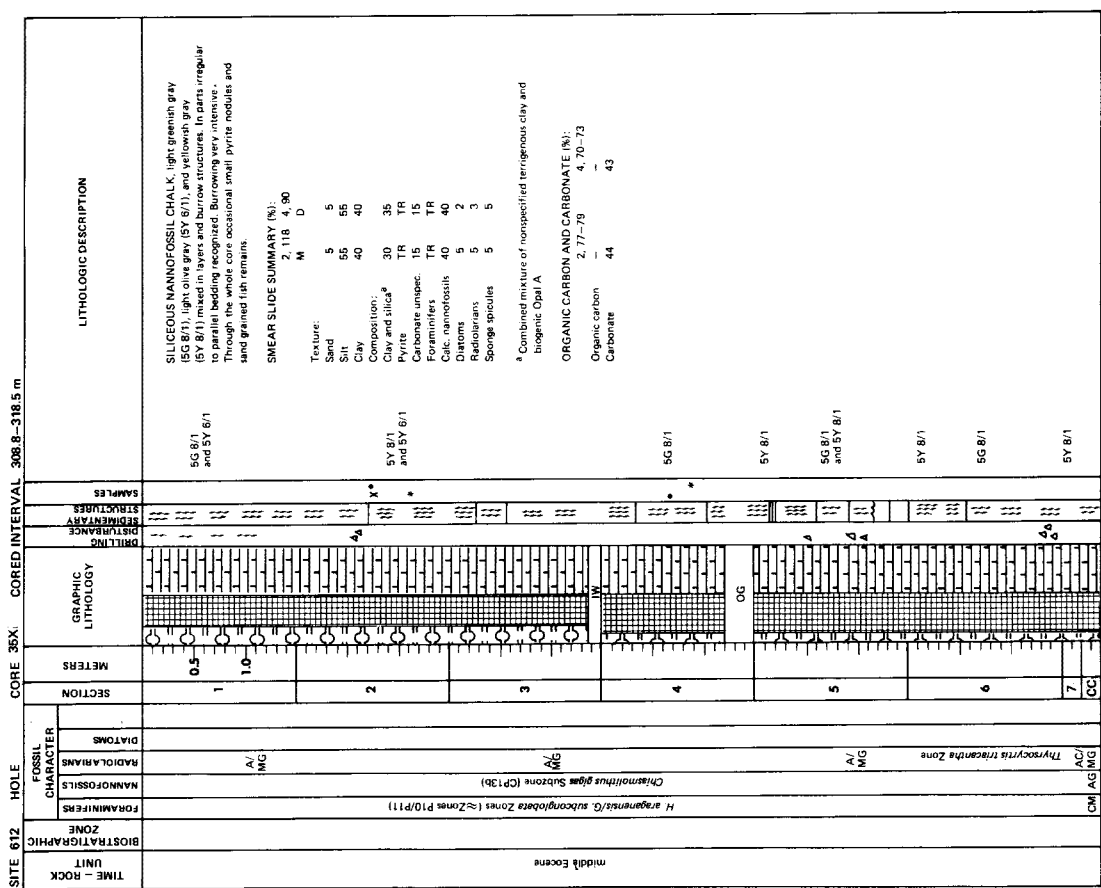 SITE 612 HOLE CORE 36X CORED INTERVAL 308.8–318.5 m
TIME – ROCK
UNIT
BIOSTRATIGRAPHIC
ZONE
FOSSIL
CHARACTER
FORAMINIFERS
NANNOFOSSILS
RADIOLARIANS
DIATOMS
SECTION
METERS
GRAPHIC
LITHOLOGY
DRILLING
DISTURBANCE
SEDIMENTARY
STRUCTURES
SAMPLES
LITHOLOGIC DESCRIPTION
middle Eocene
H. araganensis/G. subconglobata Zones (≈Zones P10/P11)
CM
Chiasmolithus gigas Subzone (CP13b)
AG
A/
MG
A/
MG
A/
MG
Thyrsocyrtis triacantha Zone
AC/
MG
1
2
3
4
5
6
7
CC
0.5
1.0
IW
OG
5G 8/1
and 5Y 6/1
5Y 8/1
and 5Y 6/1
5G 8/1
5Y 8/1
5G 8/1
and 5Y 8/1
5Y 8/1
5G 8/1
5Y 8/1
SILICEOUS NANNOFOSSIL CHALK, light greenish gray
(5G 8/1), light olive gray (5Y 6/1), and yellowish gray
(5Y 8/1) mixed in layers and burrow structures. In parts irregular
to parallel bedding recognized. Burrowing very intensive.
Through the whole core occasional small pyrite nodules and
sand grained fish remains.
SMEAR SLIDE SUMMARY (%):
2, 118 4, 90
M D
Texture:
Sand 5 5
Silt 55 55
Clay 40 40
Composition:
Clay and silicaᵃ 30 35
Pyrite TR TR
Carbonate unspec. 15 15
Foraminifers TR TR
Calc. nannofossils 40 40
Diatoms 5 2
Radiolarians 5 3
Sponge spicules 5 5
ᵃ Combined mixture of nonspecified terrigenous clay and
biogenic Opal A
ORGANIC CARBON AND CARBONATE (%):
2, 77–79 4, 70–73
Organic carbon – –
Carbonate 44 43